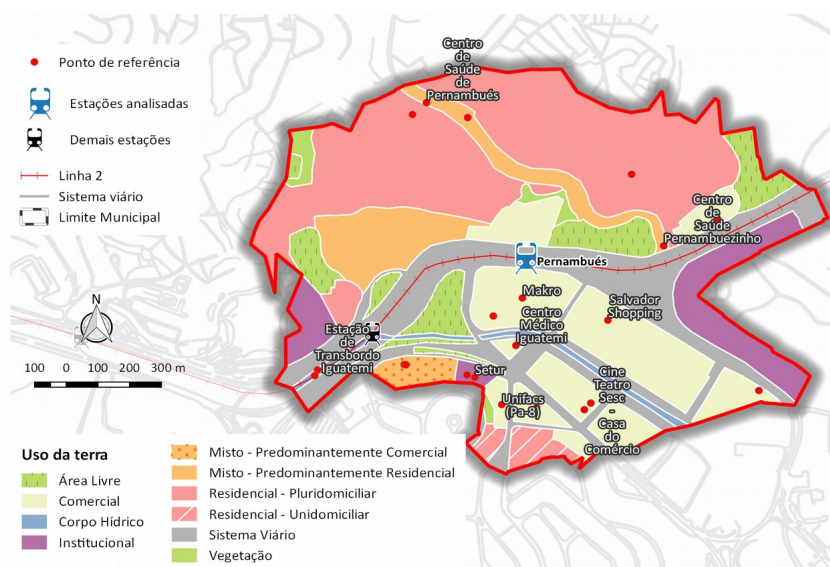 Ponto de referência
Estações analisadas
Demais estações
Linha 2
Sistema viário
Limite Municipal
N
100 0 100 200 300 m
Centro
de
Saúde
de
Pernambués
Centro
de
Saúde
Pernambuezinho
Pernambués
Makro
Centro
Médico
Iguatemi
Salvador
Shopping
Estação
de
Transbordo
Iguatemi
Setur
Unifacs
(Pa-8)
Cine
Teatro
Sesc
-
Casa
do
Comércio
Uso da terra
Área Livre
Comercial
Corpo Hídrico
Institucional
Misto - Predominantemente Comercial
Misto - Predominantemente Residencial
Residencial - Pluridomiciliar
Residencial - Unidomiciliar
Sistema Viário
Vegetação